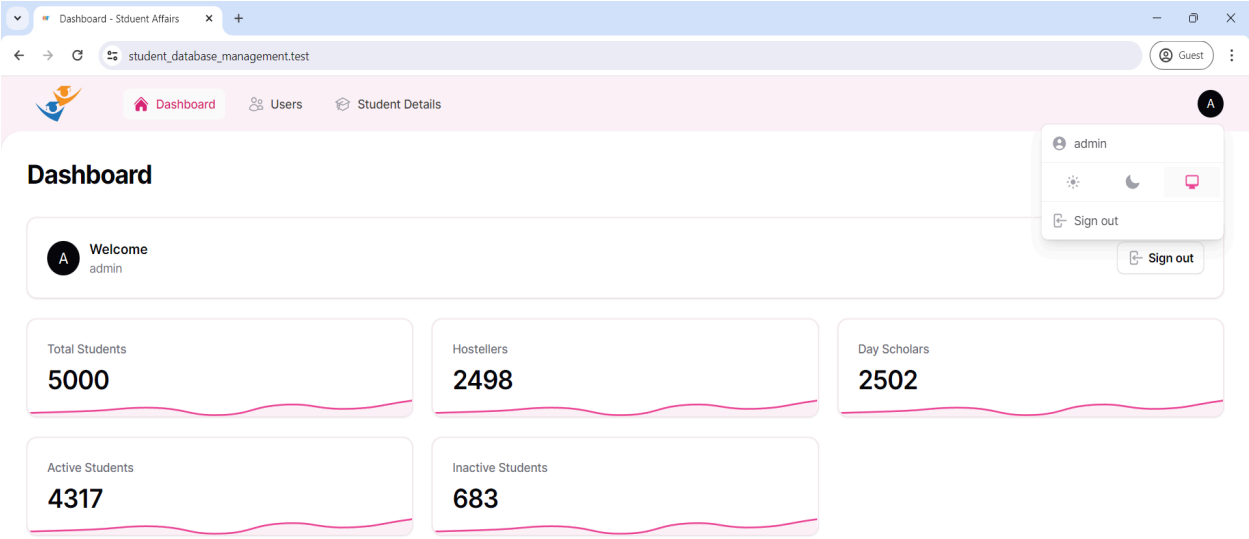 Dashboard - Stduent Affairs
student_database_management.test
Guest
Dashboard Users Student Details
A
admin
Dashboard
Sign out
A
Welcome
admin
Sign out
Total Students
5000
Hostellers
2498
Day Scholars
2502
Active Students
4317
Inactive Students
683